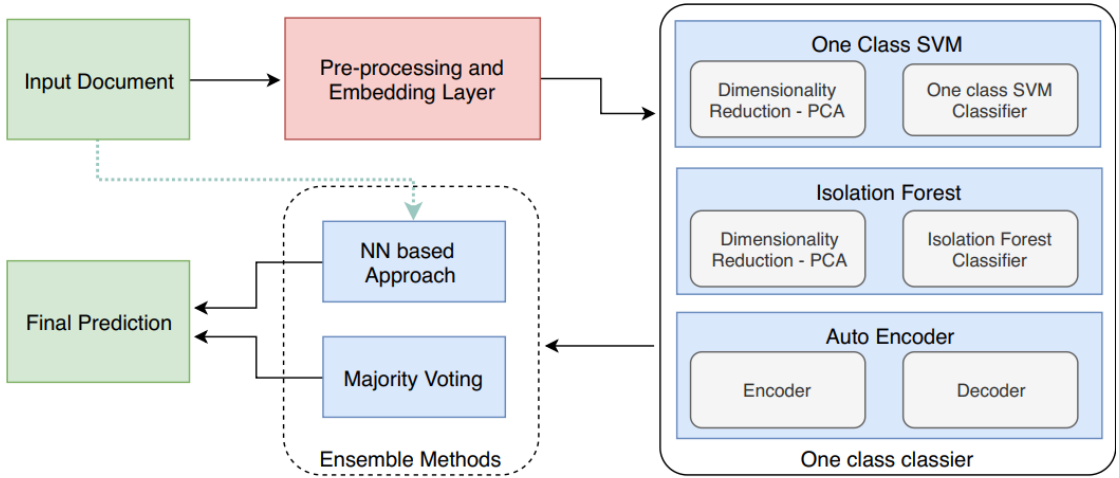 Input Document
Pre-processing and
Embedding Layer
One Class SVM
Dimensionality
Reduction - PCA
One class SVM
Classifier
Isolation Forest
Dimensionality
Reduction - PCA
Isolation Forest
Classifier
Auto Encoder
Encoder
Decoder
One class classier
NN based
Approach
Majority Voting
Ensemble Methods
Final Prediction